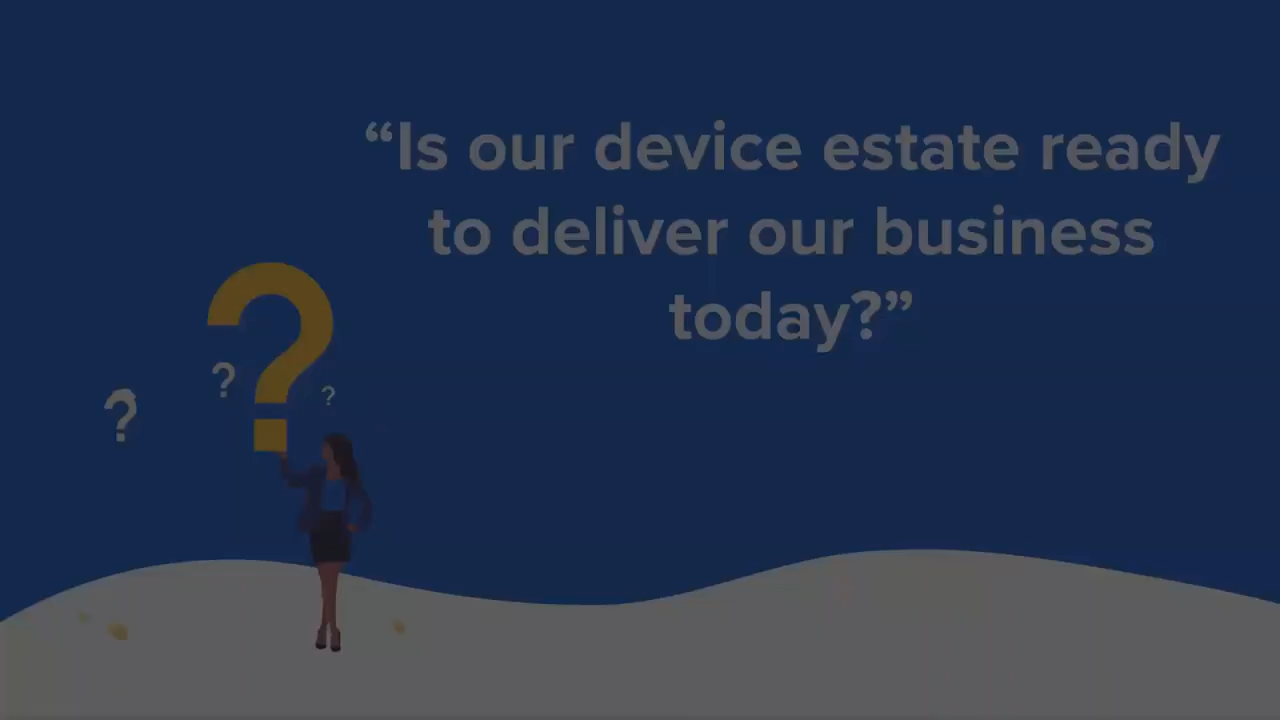 “Is our device estate ready
to deliver our business
today?”
?
?
?
?